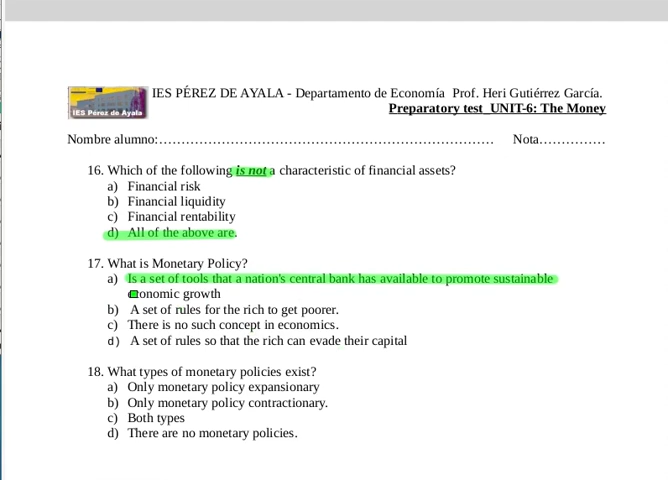 IES Pérez de Ayala
IES PÉREZ DE AYALA - Departamento de Economía Prof. Heri Gutiérrez García.
Preparatory test_UNIT-6: The Money
Nombre alumno:…………………………………………………………………… Nota……………
16. Which of the following is not a characteristic of financial assets?
a) Financial risk
b) Financial liquidity
c) Financial rentability
d) All of the above are.
17. What is Monetary Policy?
a) Is a set of tools that a nation's central bank has available to promote sustainable
economic growth
b) A set of rules for the rich to get poorer.
c) There is no such concept in economics.
d) A set of rules so that the rich can evade their capital
18. What types of monetary policies exist?
a) Only monetary policy expansionary
b) Only monetary policy contractionary.
c) Both types
d) There are no monetary policies.